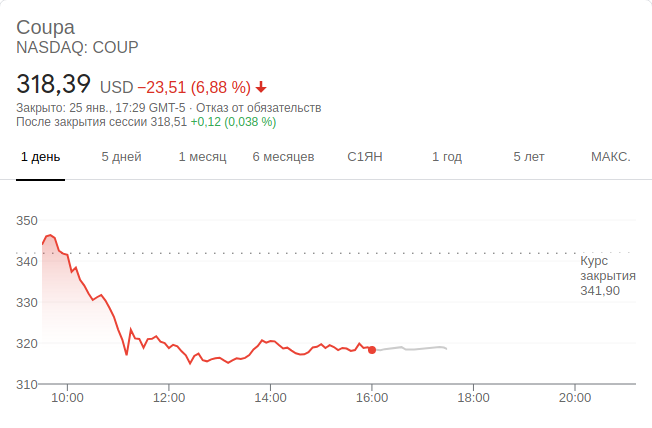 Coupa
NASDAQ: COUP
318,39 USD −23,51 (6,88 %)
Закрыто: 25 янв., 17:29 GMT-5 · Отказ от обязательств
После закрытия сессии 318,51 +0,12 (0,038 %)
1 день 5 дней 1 месяц 6 месяцев С1ЯН 1 год 5 лет МАКС.
350
340
330
320
310
Курс
закрытия
341,90
10:00 12:00 14:00 16:00 18:00 20:00